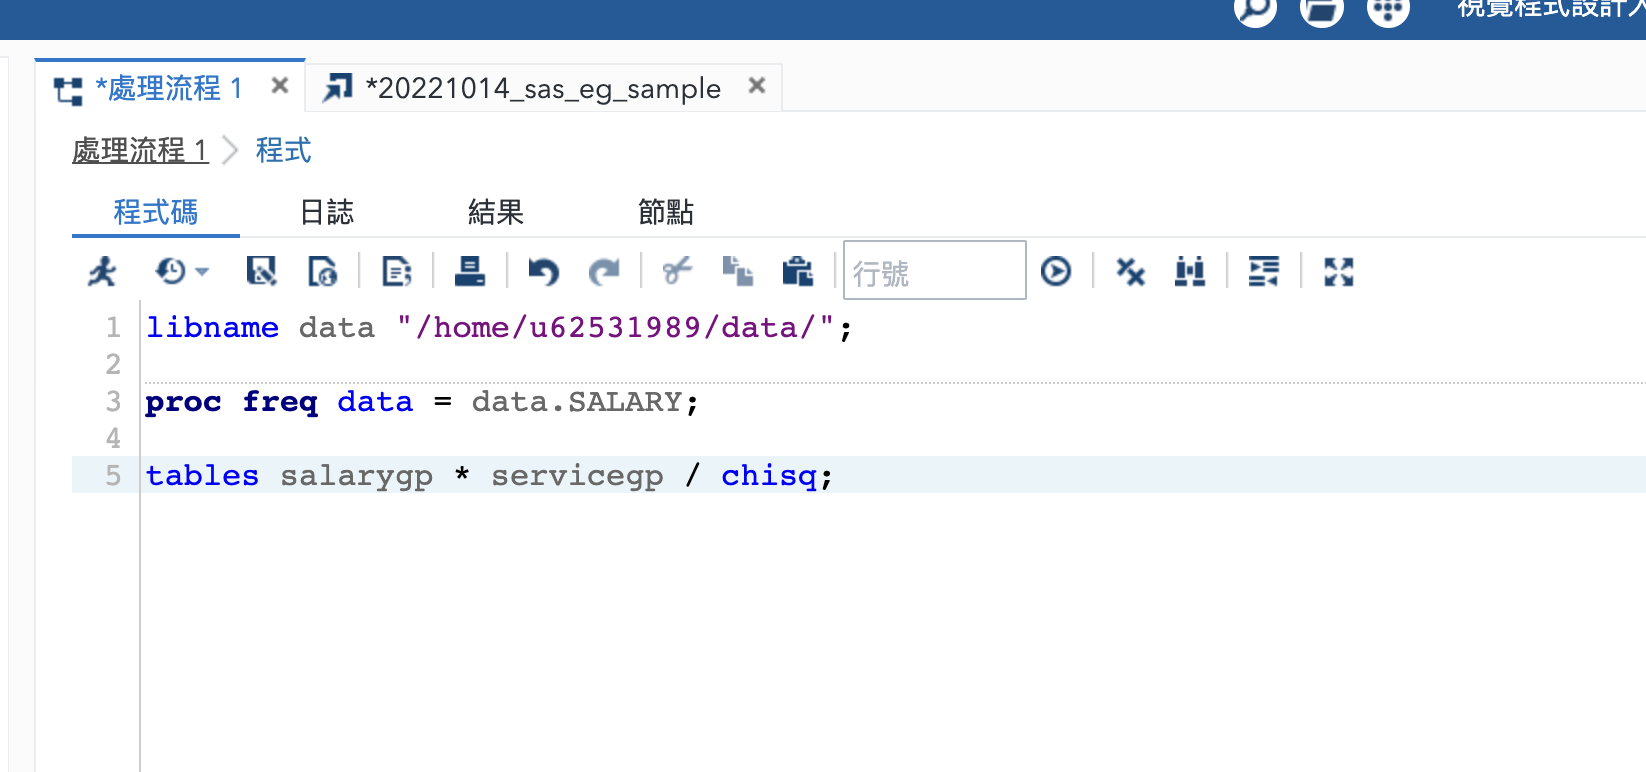 視覺程式設計人
*處理流程 1
*20221014_sas_eg_sample
處理流程 1 程式
程式碼 日誌 結果 節點
行號
1 libname data "/home/u62531989/data/";
2
3 proc freq data = data.SALARY;
4
5 tables salarygp * servicegp / chisq;